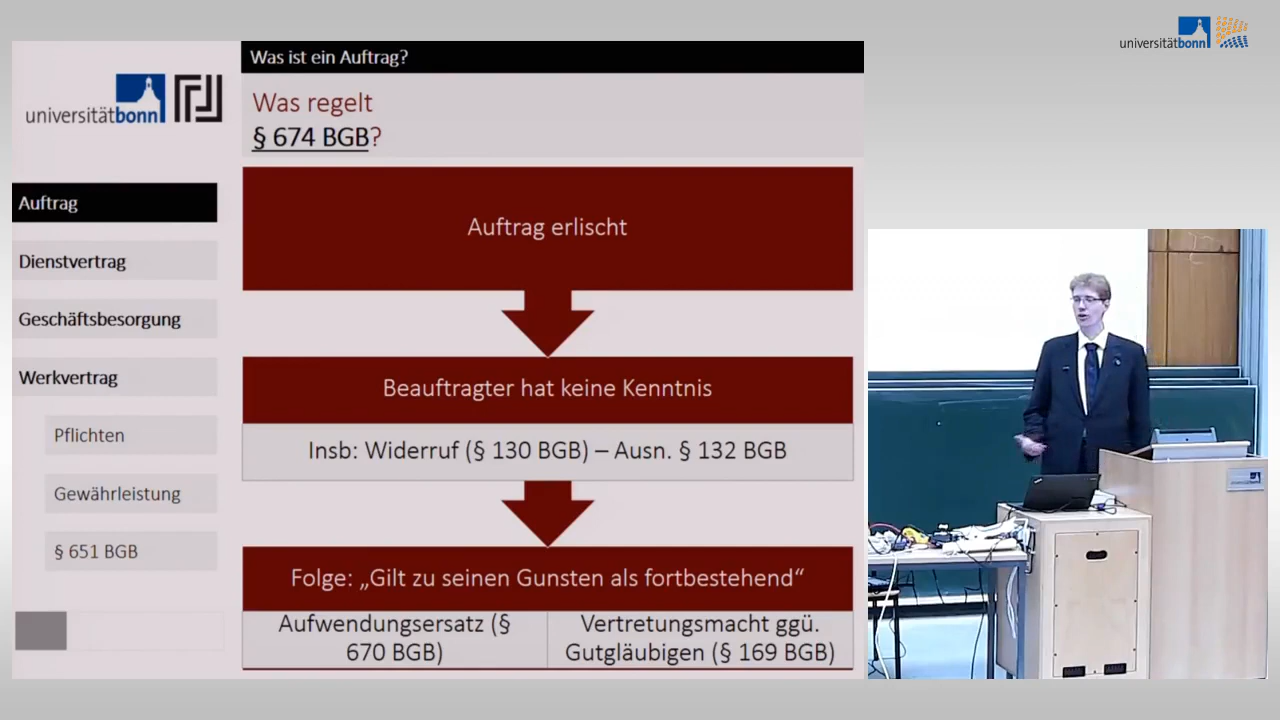 universitätbonn
Was ist ein Auftrag?
Was regelt
§ 674 BGB?
universitätbonn
Auftrag
Dienstvertrag
Geschäftsbesorgung
Werkvertrag
Pflichten
Gewährleistung
§ 651 BGB
Auftrag erlischt
Beauftragter hat keine Kenntnis
Insb: Widerruf (§ 130 BGB) – Ausn. § 132 BGB
Folge: „Gilt zu seinen Gunsten als fortbestehend“
Aufwendungsersatz (§
670 BGB)
Vertretungsmacht ggü.
Gutgläubigen (§ 169 BGB)